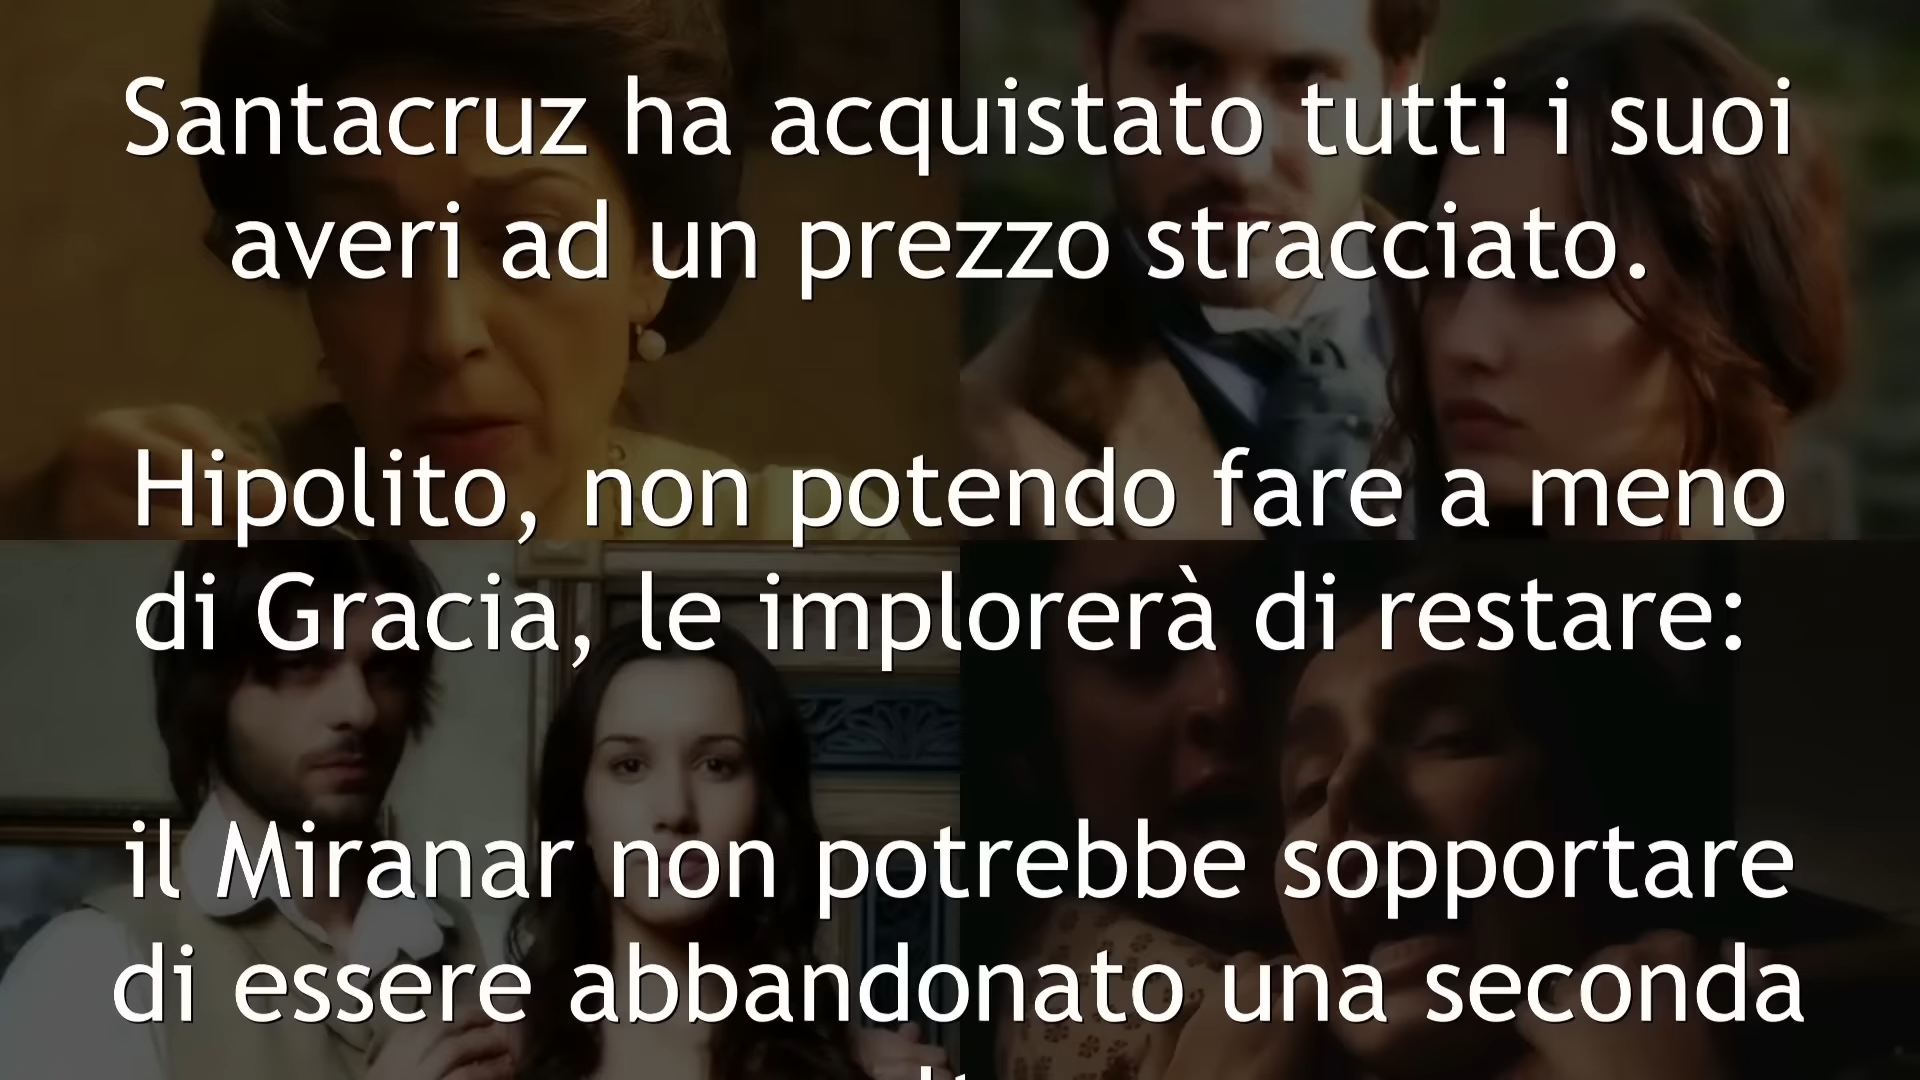 Santacruz ha acquistato tutti i suoi
averi ad un prezzo stracciato.
Hipolito, non potendo fare a meno
di Gracia, le implorerà di restare:
il Miranar non potrebbe sopportare
di essere abbandonato una seconda